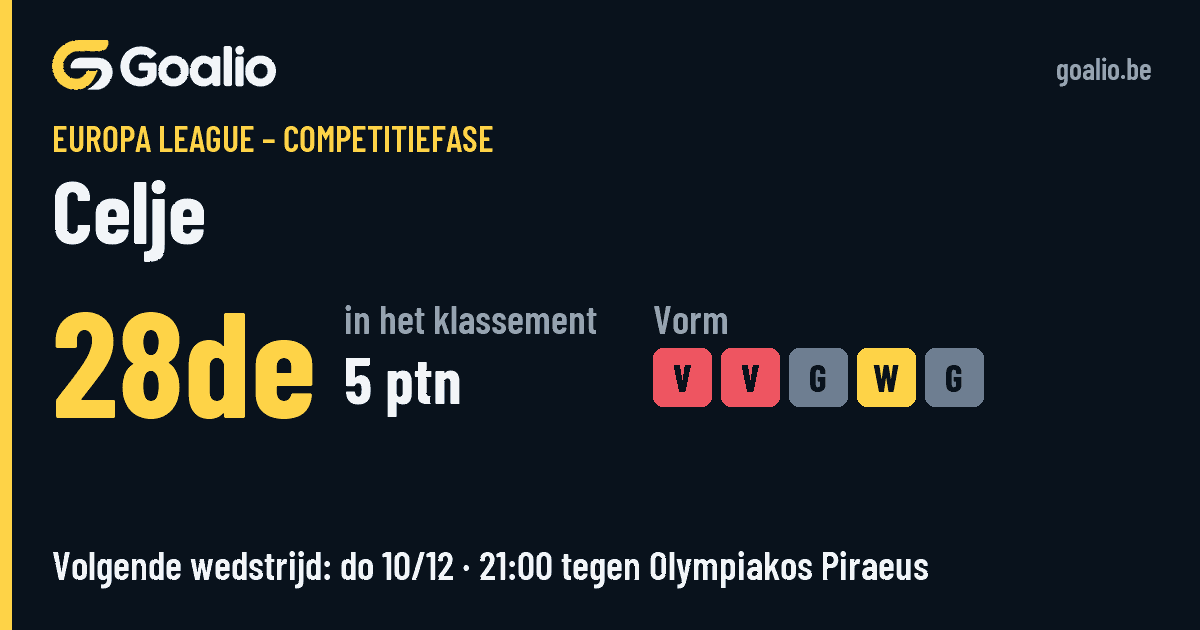 Goalio
goalio.be
EUROPA LEAGUE – COMPETITIEFASE
Celje
28de
in het klassement
5 ptn
Vorm
V V G W G
Volgende wedstrijd: do 10/12 · 21:00 tegen Olympiakos Piraeus